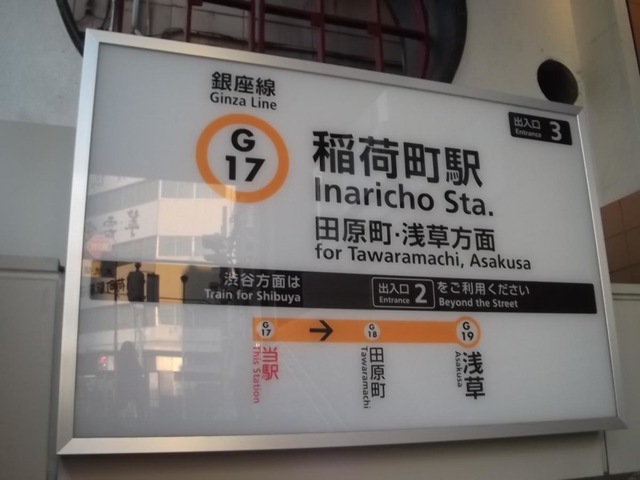 銀座線
Ginza Line
G
17
出入口
Entrance 3
稲荷町駅
Inaricho Sta.
田原町・浅草方面
for Tawaramachi, Asakusa
渋谷方面は
Train for Shibuya
出入口
Entrance 2
をご利用ください
Beyond the Street
G
17
G
18
G
19
当駅
This Station
田原町
Tawaramachi
浅草
Asakusa